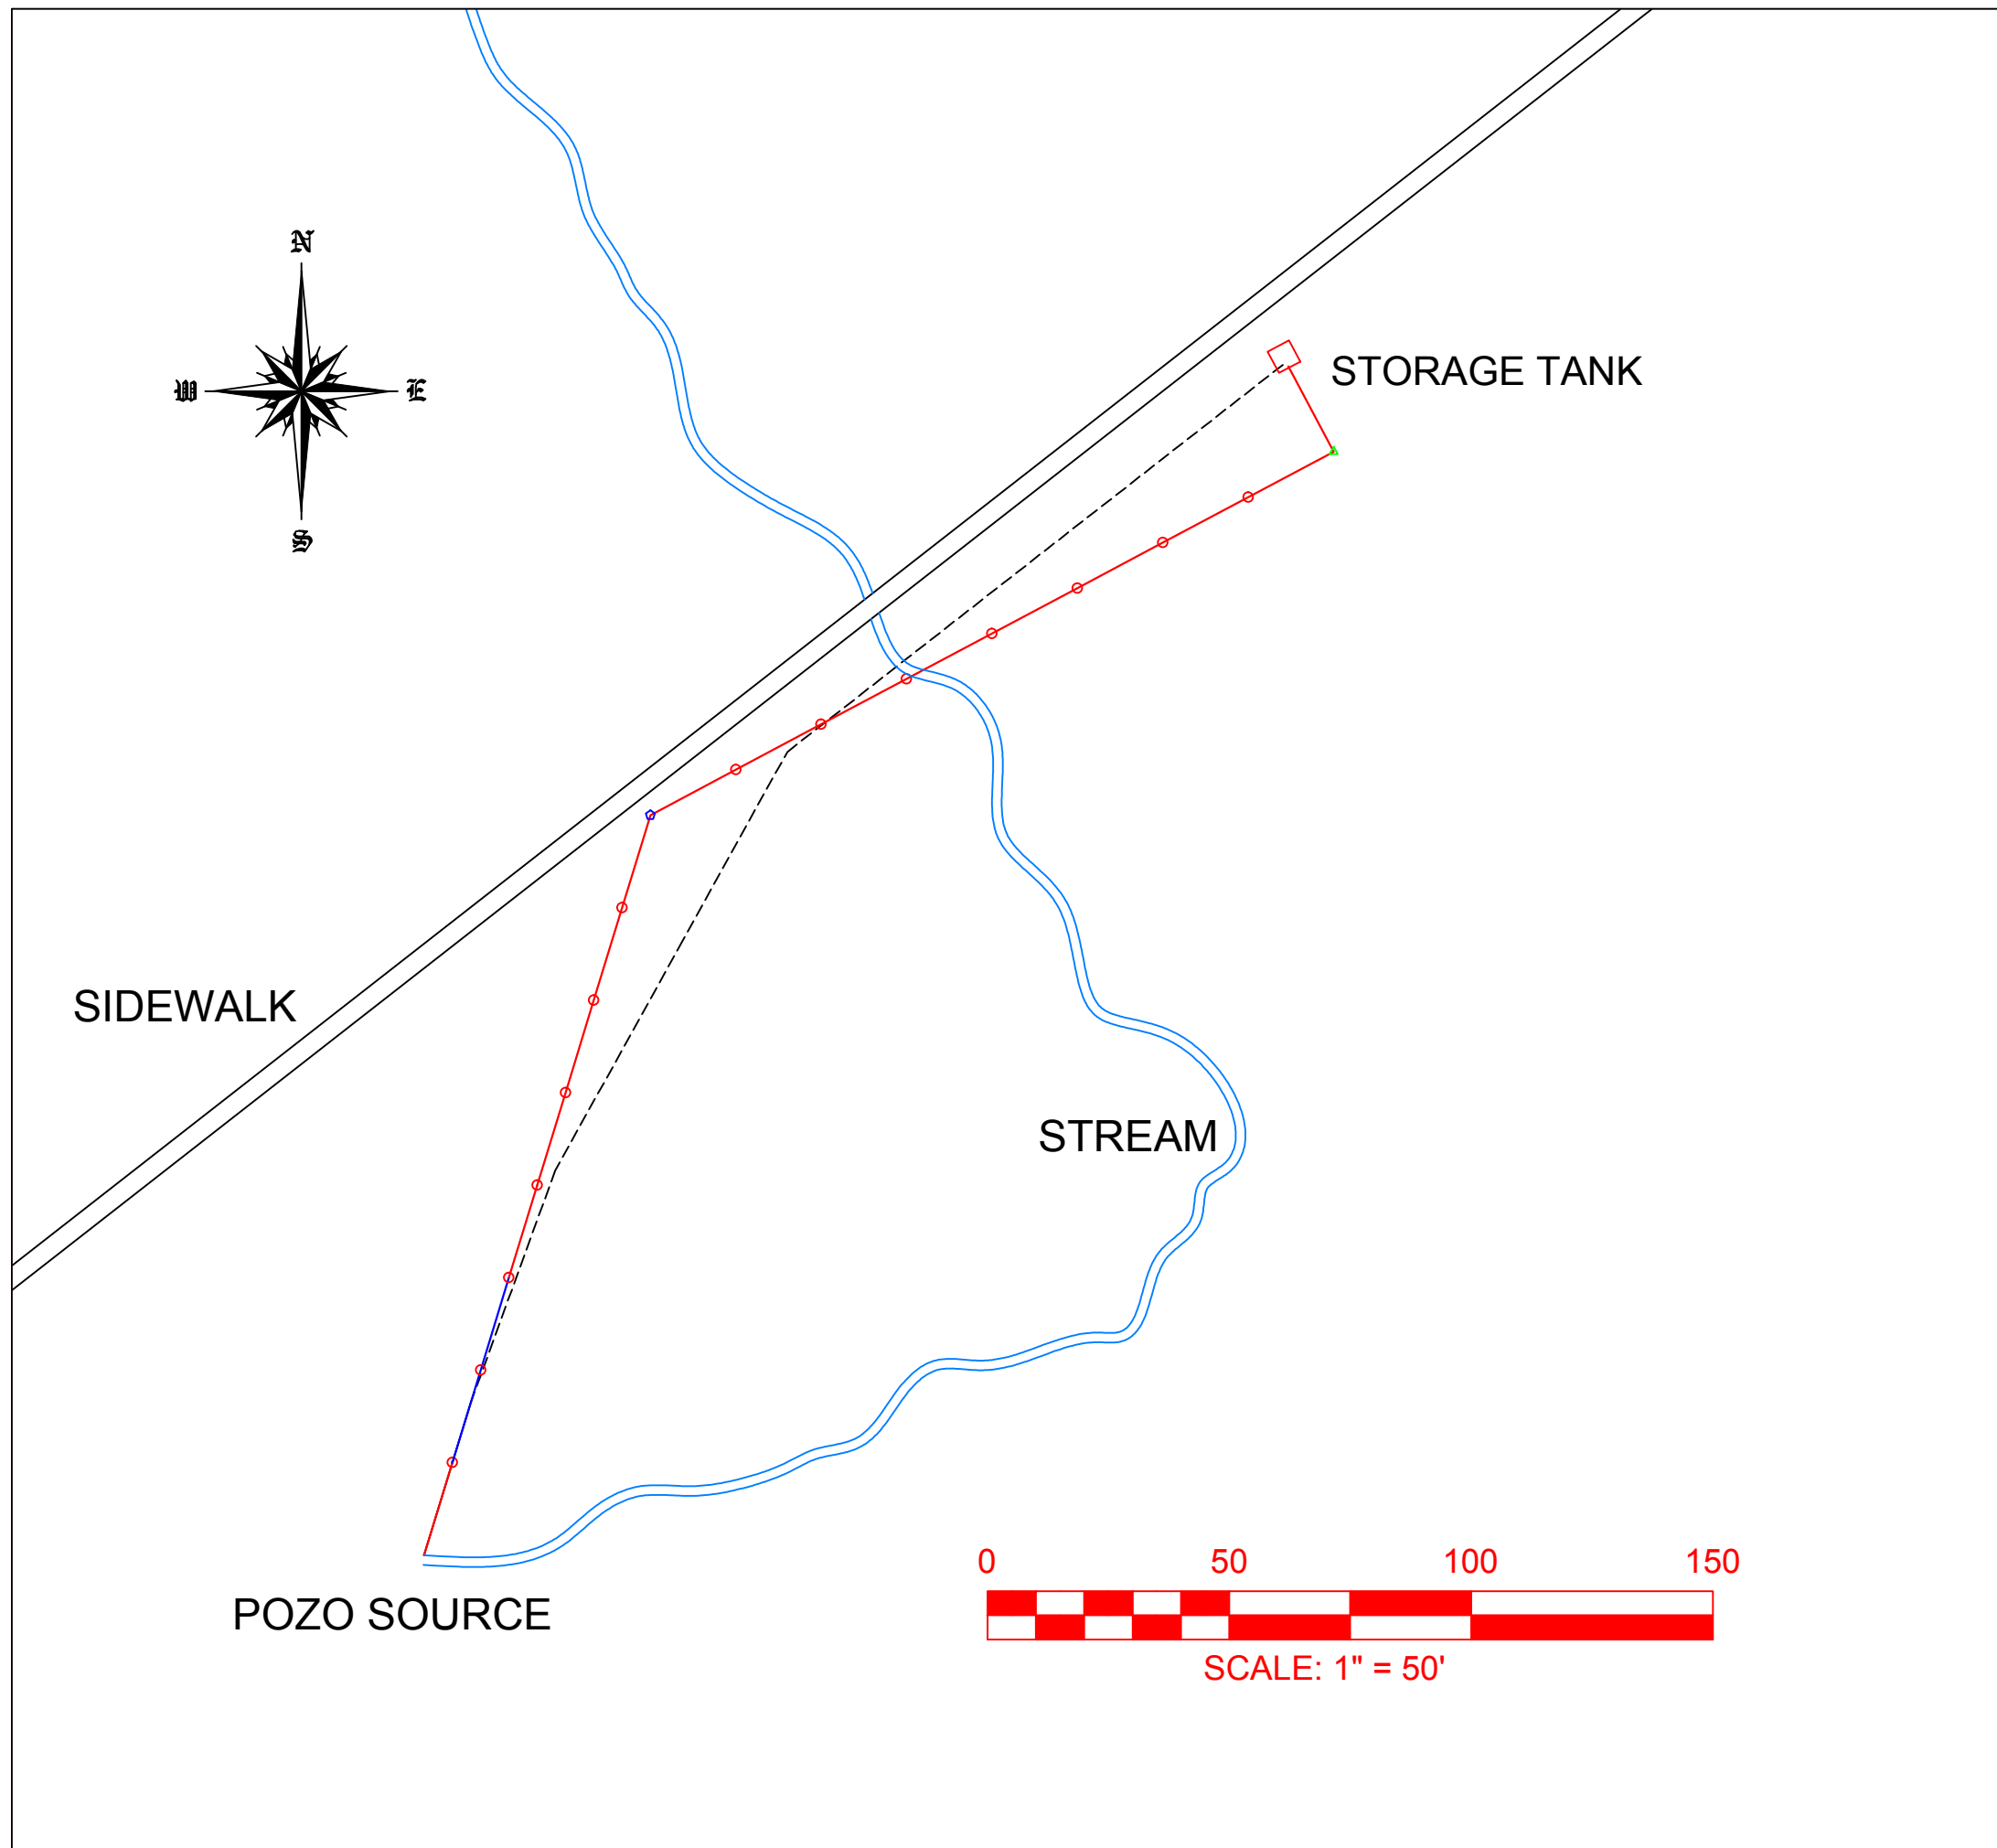 N
W
E
S
STORAGE TANK
SIDEWALK
STREAM
POZO SOURCE
0 50 100 150
SCALE: 1" = 50'